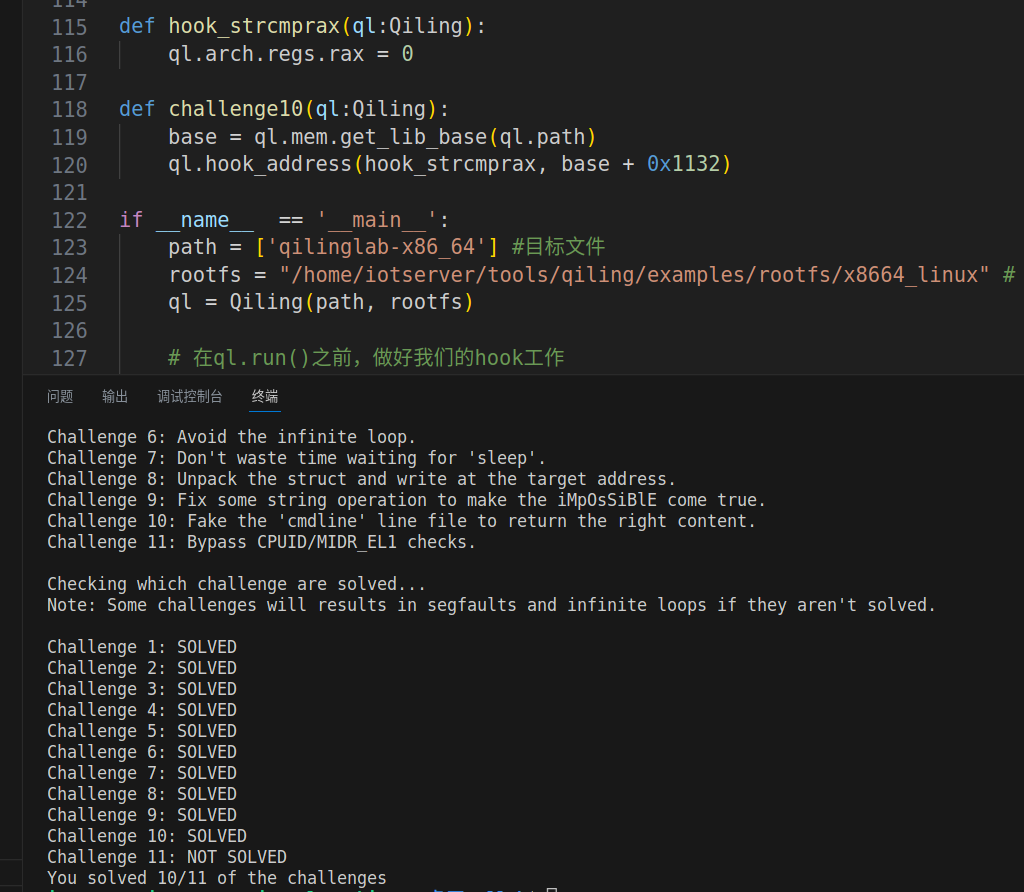 114
115 def hook_strcmprax(ql:Qiling):
116     ql.arch.regs.rax = 0
117
118 def challenge10(ql:Qiling):
119     base = ql.mem.get_lib_base(ql.path)
120     ql.hook_address(hook_strcmprax, base + 0x1132)
121
122 if __name__  == '__main__':
123     path = ['qilinglab-x86_64'] #目标文件
124     rootfs = "/home/iotserver/tools/qiling/examples/rootfs/x8664_linux" #
125     ql = Qiling(path, rootfs)
126
127     # 在ql.run()之前，做好我们的hook工作
问题 输出 调试控制台 终端
Challenge 6: Avoid the infinite loop.
Challenge 7: Don't waste time waiting for 'sleep'.
Challenge 8: Unpack the struct and write at the target address.
Challenge 9: Fix some string operation to make the iMpOsSiBlE come true.
Challenge 10: Fake the 'cmdline' line file to return the right content.
Challenge 11: Bypass CPUID/MIDR_EL1 checks.
Checking which challenge are solved...
Note: Some challenges will results in segfaults and infinite loops if they aren't solved.
Challenge 1: SOLVED
Challenge 2: SOLVED
Challenge 3: SOLVED
Challenge 4: SOLVED
Challenge 5: SOLVED
Challenge 6: SOLVED
Challenge 7: SOLVED
Challenge 8: SOLVED
Challenge 9: SOLVED
Challenge 10: SOLVED
Challenge 11: NOT SOLVED
You solved 10/11 of the challenges